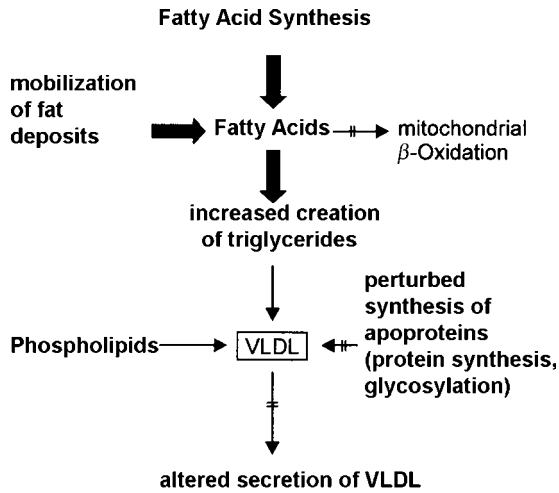 Fatty Acid Synthesis
mobilization
of fat
deposits
Fatty Acids
mitochondrial
β-Oxidation
increased creation
of triglycerides
perturbed
synthesis of
apoproteins
(protein synthesis,
glycosylation)
Phospholipids
VLDL
altered secretion of VLDL